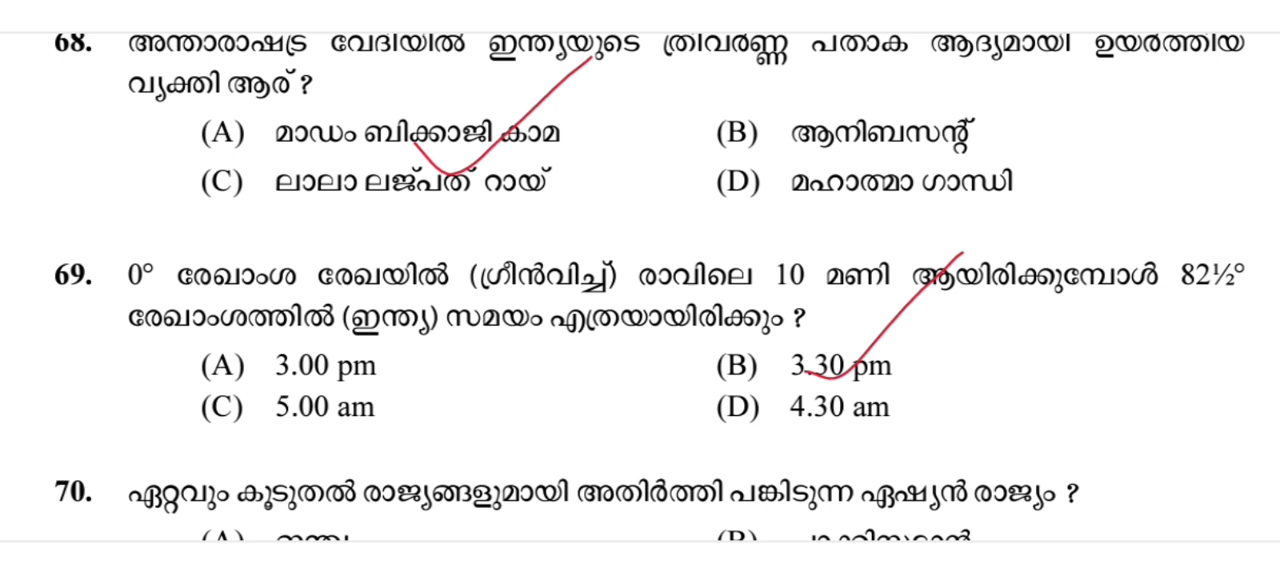 68. അന്താരാഷ്ട്ര വേദിയിൽ ഇന്ത്യയുടെ ത്രിവർണ്ണ പതാക ആദ്യമായി ഉയർത്തിയ
വ്യക്തി ആര് ?
(A) മാഡം ബിക്കാജി കാമ (B) ആനിബസന്റ്
(C) ലാലാ ലജ്പത് റായ് (D) മഹാത്മാ ഗാന്ധി
69. 0° രേഖാംശ രേഖയിൽ (ഗ്രീൻവിച്ച്) രാവിലെ 10 മണി ആയിരിക്കുമ്പോൾ 82½°
രേഖാംശത്തിൽ (ഇന്ത്യ) സമയം എത്രയായിരിക്കും ?
(A) 3.00 pm (B) 3.30 pm
(C) 5.00 am (D) 4.30 am
70. ഏറ്റവും കൂടുതൽ രാജ്യങ്ങളുമായി അതിർത്തി പങ്കിടുന്ന ഏഷ്യൻ രാജ്യം ?
(A) (B)